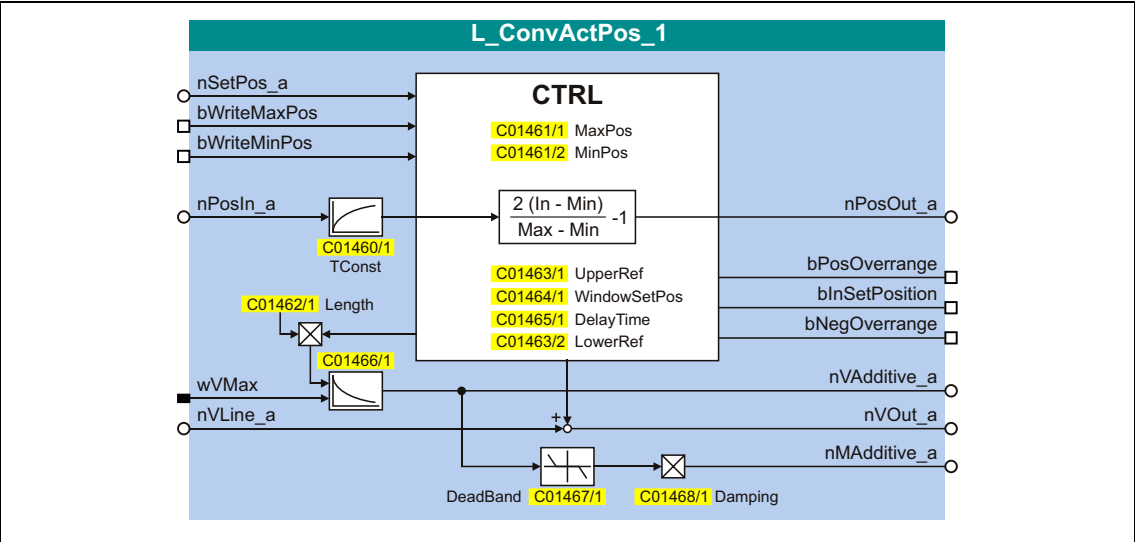 L_ConvActPos_1
nSetPos_a
bWriteMaxPos
bWriteMinPos
CTRL
C01461/1 MaxPos
C01461/2 MinPos
nPosIn_a
C01460/1
TConst
2 (In - Min)
Max - Min
-1
nPosOut_a
C01463/1 UpperRef
C01464/1 WindowSetPos
C01465/1 DelayTime
C01463/2 LowerRef
bPosOverrange
bInSetPosition
bNegOverrange
C01462/1 Length
C01466/1
wVMax
nVLine_a
+
nVAdditive_a
nVOut_a
nMAdditive_a
DeadBand C01467/1
C01468/1 Damping